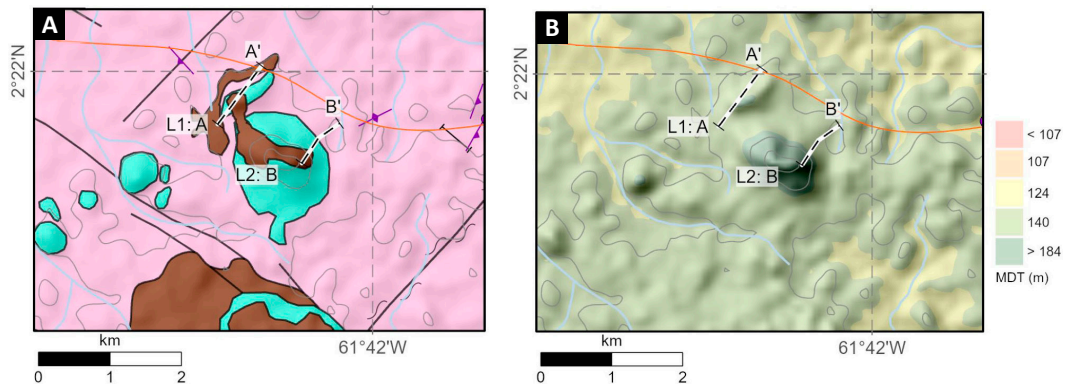 A
B
2°22'N
A'
B'
L1: A
L2: B
61°42'W
km
0 1 2
2°22'N
A'
B'
L1: A
L2: B
61°42'W
km
0 1 2
< 107
107
124
140
> 184
MDT (m)